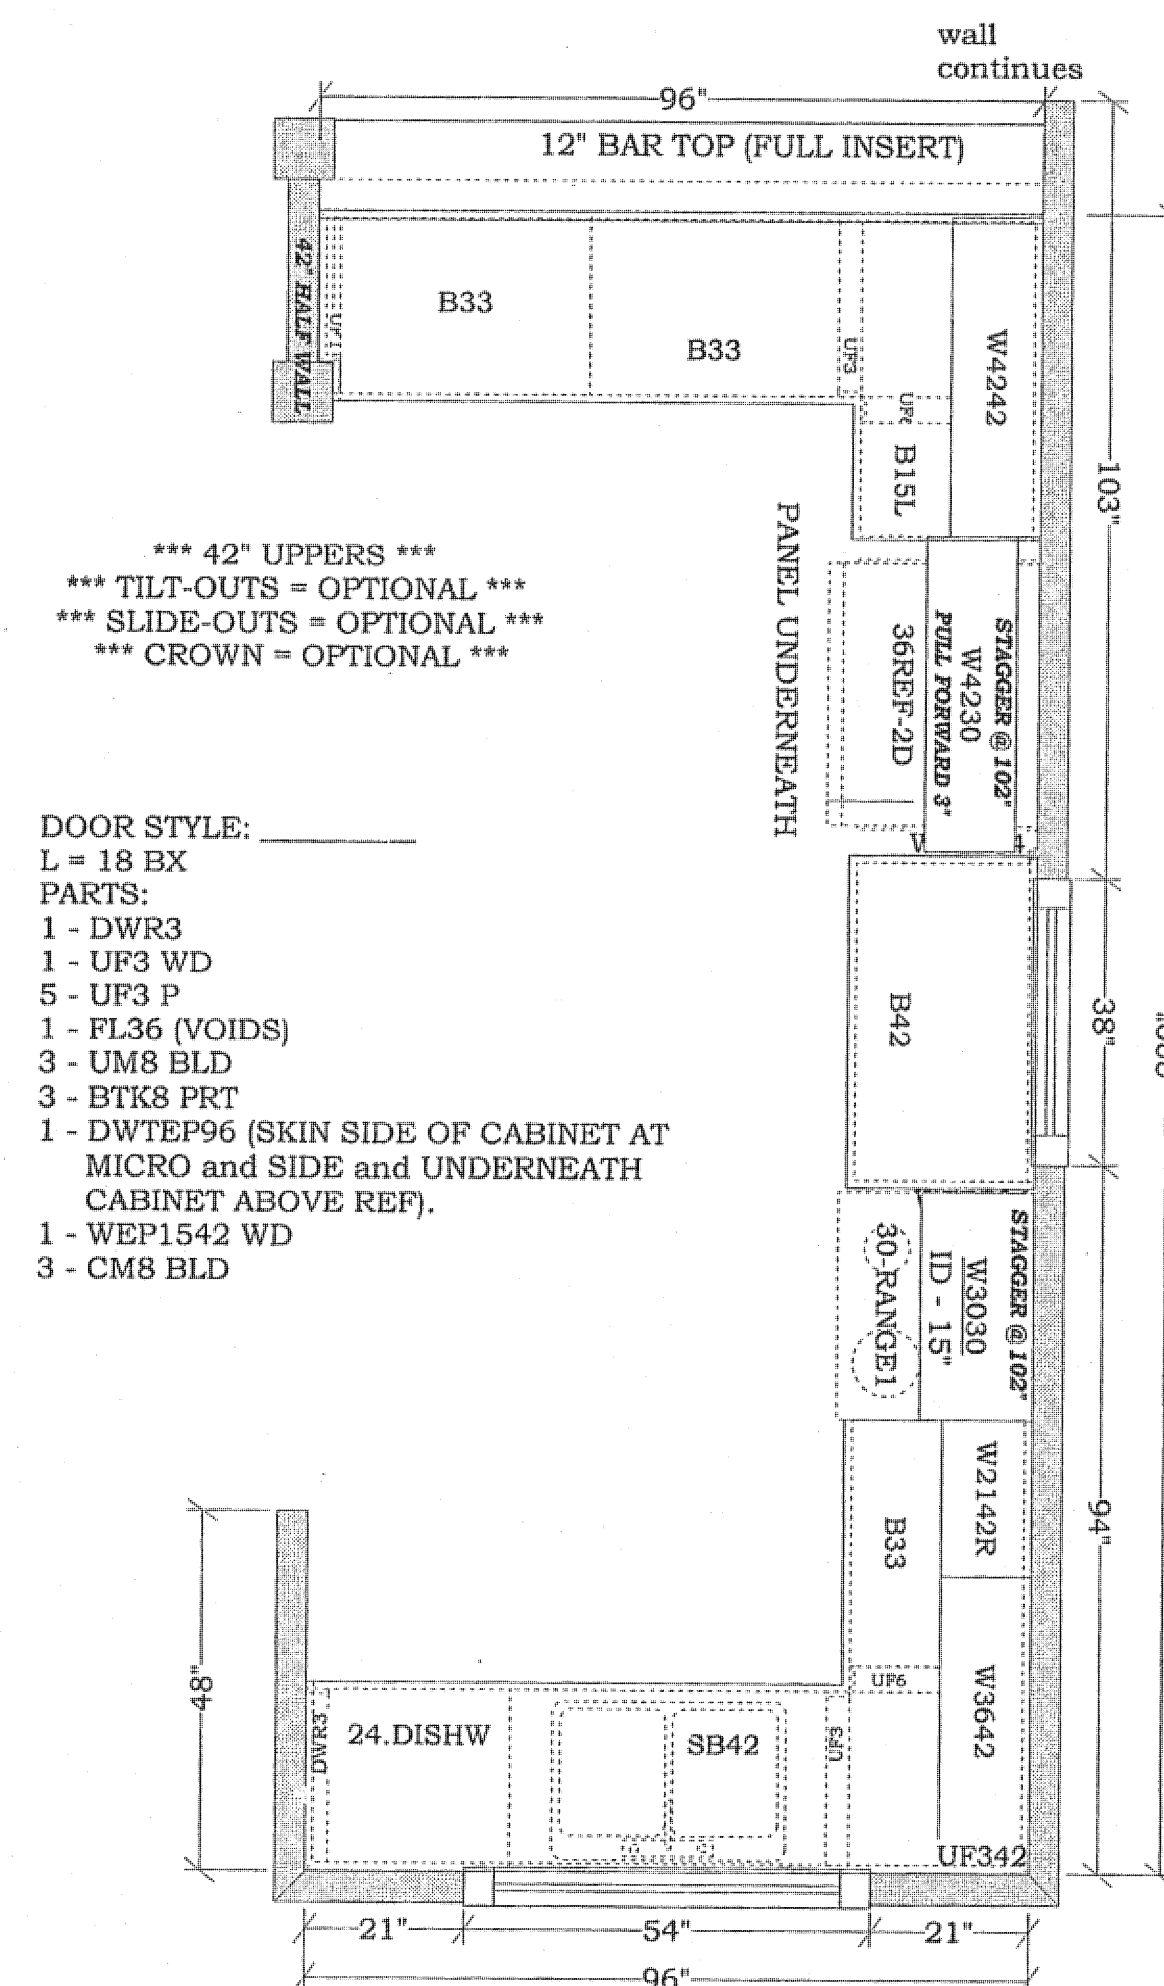 wall
continues
96"
12" BAR TOP (FULL INSERT)
42" HALF WALL
UF3
B33
B33
UF3
W4242
B15L
103"
PANEL UNDERNEATH
36REF-2D
PULL FORWARD 3"
W4230
STAGGER @ 102"
*** 42" UPPERS ***
*** TILT-OUTS = OPTIONAL ***
*** SLIDE-OUTS = OPTIONAL ***
*** CROWN = OPTIONAL ***
DOOR STYLE:
L = 18 BX
PARTS:
1 - DWR3
1 - UF3 WD
5 - UF3 P
1 - FL36 (VOIDS)
3 - UM8 BLD
3 - BTK8 PRT
1 - DWTEP96 (SKIN SIDE OF CABINET AT
MICRO and SIDE and UNDERNEATH
CABINET ABOVE REF).
1 - WEP1542 WD
3 - CM8 BLD
B42
38"
30-RANGE1
ID - 15"
W3030
STAGGER @ 102"
B33
W2142R
94"
UF6
W3642
48"
DWR3
24.DISHW
SB42
UF3
UF342
21"
54"
21"
96"